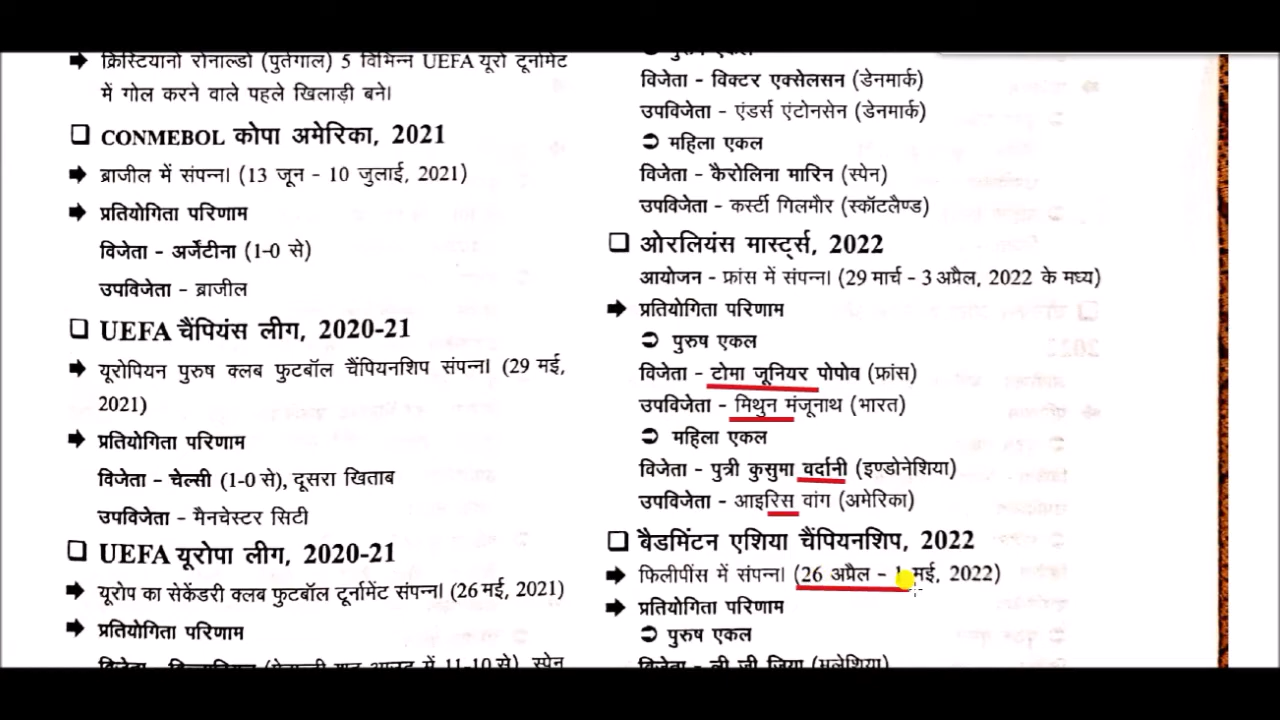 क्रिस्टियानो रोनाल्डो (पुर्तगाल) 5 विभिन्न UEFA यूरो टूर्नामेंट
में गोल करने वाले पहले खिलाड़ी बने।
CONMEBOL कोपा अमेरिका, 2021
ब्राजील में संपन्न। (13 जून - 10 जुलाई, 2021)
प्रतियोगिता परिणाम
विजेता - अर्जेंटीना (1-0 से)
उपविजेता - ब्राजील
UEFA चैंपियंस लीग, 2020-21
यूरोपियन पुरुष क्लब फुटबॉल चैंपियनशिप संपन्न। (29 मई,
2021)
प्रतियोगिता परिणाम
विजेता - चेल्सी (1-0 से), दूसरा खिताब
उपविजेता - मैनचेस्टर सिटी
UEFA यूरोपा लीग, 2020-21
यूरोप का सेकेंडरी क्लब फुटबॉल टूर्नामेंट संपन्न। (26 मई, 2021)
प्रतियोगिता परिणाम
विजेता - में 11-10 से), स्पेन
पुरुष एकल
विजेता - विक्टर एक्सेलसन (डेनमार्क)
उपविजेता - एंडर्स एंटोनसेन (डेनमार्क)
महिला एकल
विजेता - कैरोलिना मारिन (स्पेन)
उपविजेता - कर्स्टी गिलमौर (स्कॉटलैण्ड)
ओरलियंस मास्टर्स, 2022
आयोजन - फ्रांस में संपन्न। (29 मार्च - 3 अप्रैल, 2022 के मध्य)
प्रतियोगिता परिणाम
पुरुष एकल
विजेता - टोमा जूनियर पोपोव (फ्रांस)
उपविजेता - मिथुन मंजूनाथ (भारत)
महिला एकल
विजेता - पुत्री कुसुमा वर्दानी (इण्डोनेशिया)
उपविजेता - आइरिस वांग (अमेरिका)
बैडमिंटन एशिया चैंपियनशिप, 2022
फिलीपींस में संपन्न। (26 अप्रैल - 1 मई, 2022)
प्रतियोगिता परिणाम
पुरुष एकल
विजेता - ली जी जिया (मलेशिया)